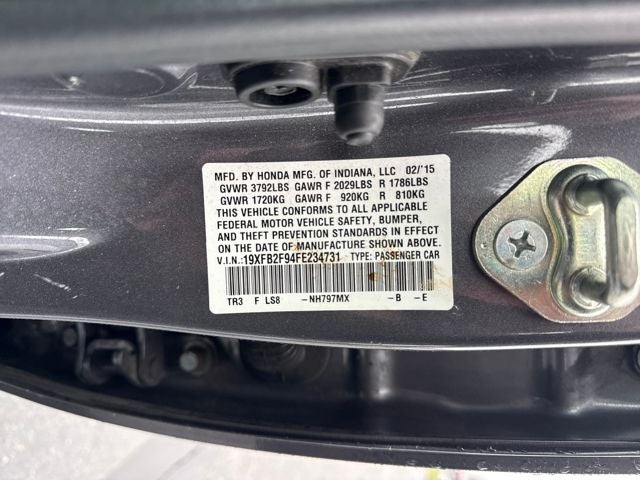 MFD. BY HONDA MFG. OF INDIANA, LLC 02/'15
GVWR 3792LBS GAWR F 2029LBS R 1786LBS
GVWR 1720KG GAWR F 920KG R 810KG
THIS VEHICLE CONFORMS TO ALL APPLICABLE
FEDERAL MOTOR VEHICLE SAFETY, BUMPER,
AND THEFT PREVENTION STANDARDS IN EFFECT
ON THE DATE OF MANUFACTURE SHOWN ABOVE.
V.I.N.: 19XFB2F94FE234731 TYPE: PASSENGER CAR
TR3 F LS8 -NH797MX -B -E